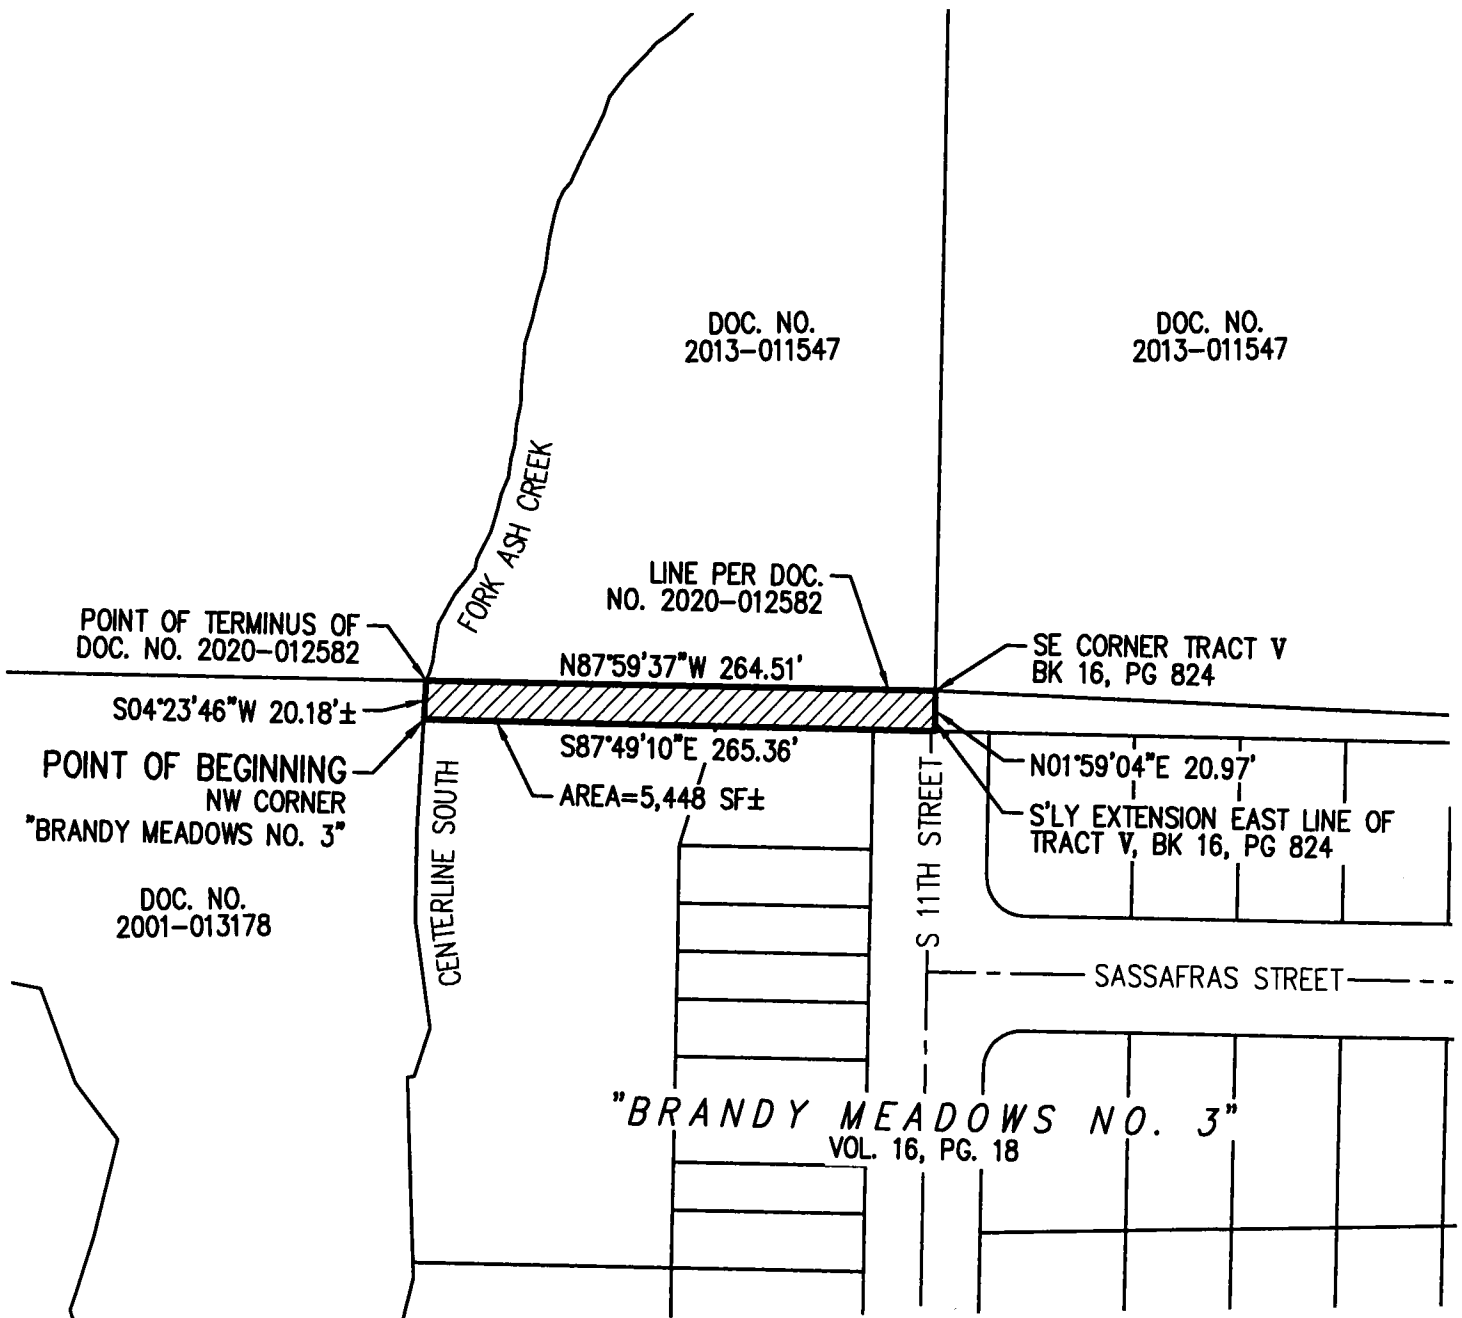 DOC. NO.
2013-011547
DOC. NO.
2013-011547
FORK ASH CREEK
LINE PER DOC.
NO. 2020-012582
POINT OF TERMINUS OF
DOC. NO. 2020-012582
SE CORNER TRACT V
BK 16, PG 824
N87°59'37"W 264.51'
S04°23'46"W 20.18'±
S87°49'10"E 265.36'
N01°59'04"E 20.97'
POINT OF BEGINNING
NW CORNER
"BRANDY MEADOWS NO. 3"
AREA=5,448 SF±
S'LY EXTENSION EAST LINE OF
TRACT V, BK 16, PG 824
CENTERLINE SOUTH
S 11TH STREET
DOC. NO.
2001-013178
SASSAFRAS STREET
"BRANDY MEADOWS NO. 3"
VOL. 16, PG. 18